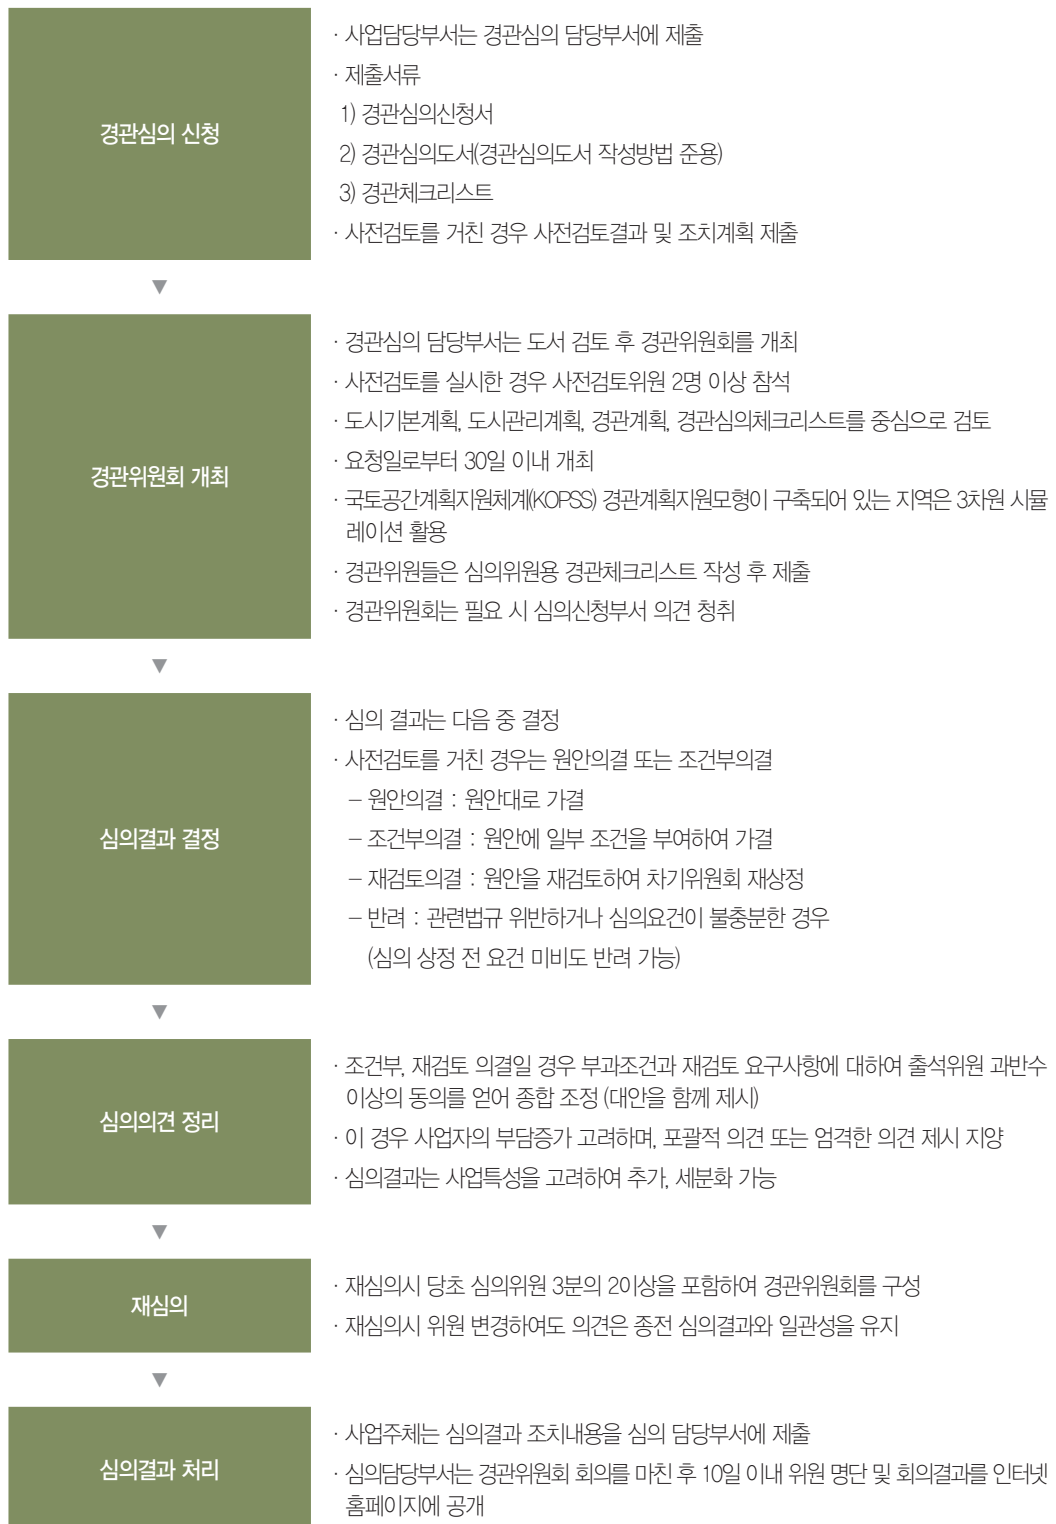 경관심의 신청
· 사업담당부서는 경관심의 담당부서에 제출
· 제출서류
1) 경관심의신청서
2) 경관심의도서(경관심의도서 작성방법 준용)
3) 경관체크리스트
· 사전검토를 거친 경우 사전검토결과 및 조치계획 제출
▼
경관위원회 개최
· 경관심의 담당부서는 도서 검토 후 경관위원회를 개최
· 사전검토를 실시한 경우 사전검토위원 2명 이상 참석
· 도시기본계획, 도시관리계획, 경관계획, 경관심의체크리스트를 중심으로 검토
· 요청일로부터 30일 이내 개최
· 국토공간계획지원체계(KOPSS) 경관계획지원모형이 구축되어 있는 지역은 3차원 시뮬
레이션 활용
· 경관위원들은 심의위원용 경관체크리스트 작성 후 제출
· 경관위원회는 필요 시 심의신청부서 의견 청취
▼
심의결과 결정
· 심의 결과는 다음 중 결정
· 사전검토를 거친 경우는 원안의결 또는 조건부의결
– 원안의결 : 원안대로 가결
– 조건부의결 : 원안에 일부 조건을 부여하여 가결
– 재검토의결 : 원안을 재검토하여 차기위원회 재상정
– 반려 : 관련법규 위반하거나 심의요건이 불충분한 경우
(심의 상정 전 요건 미비도 반려 가능)
▼
심의의견 정리
· 조건부, 재검토 의결일 경우 부과조건과 재검토 요구사항에 대하여 출석위원 과반수
이상의 동의를 얻어 종합 조정 (대안을 함께 제시)
· 이 경우 사업자의 부담증가 고려하며, 포괄적 의견 또는 엄격한 의견 제시 지양
· 심의결과는 사업특성을 고려하여 추가, 세분화 가능
▼
재심의
· 재심의시 당초 심의위원 3분의 2이상을 포함하여 경관위원회를 구성
· 재심의시 위원 변경하여도 의견은 종전 심의결과와 일관성을 유지
▼
심의결과 처리
· 사업주체는 심의결과 조치내용을 심의 담당부서에 제출
· 심의담당부서는 경관위원회 회의를 마친 후 10일 이내 위원 명단 및 회의결과를 인터넷
홈페이지에 공개